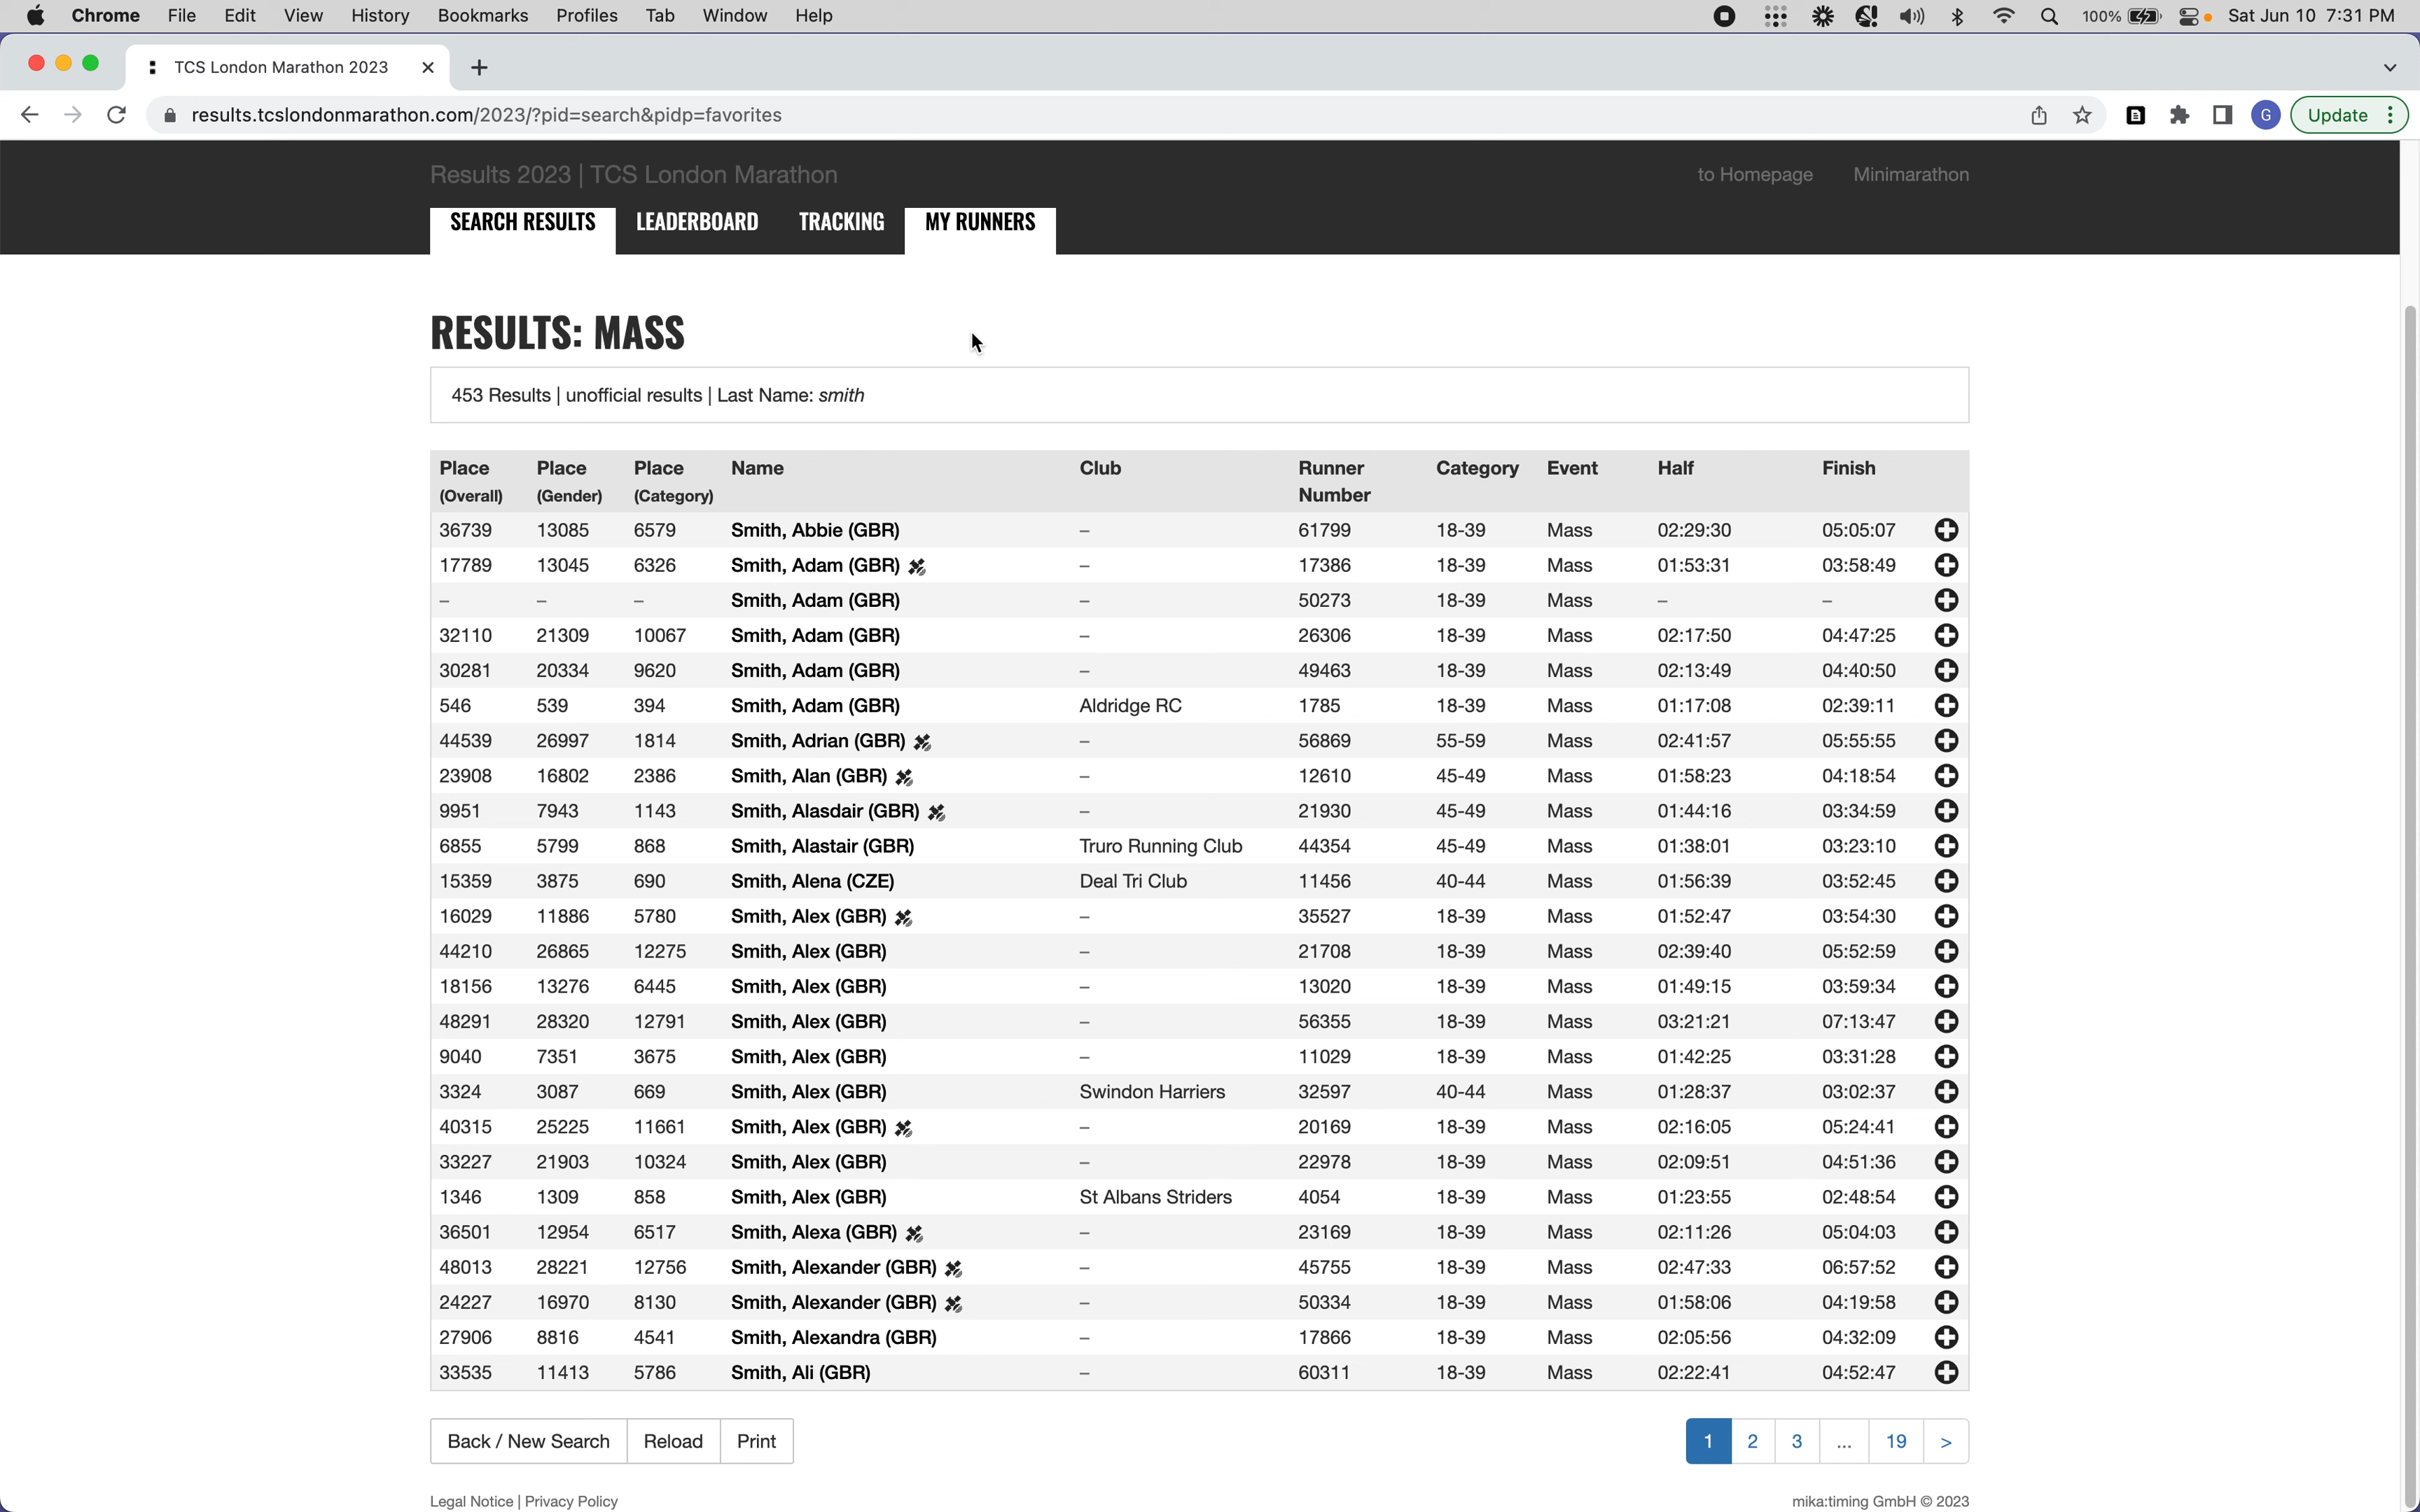 Chrome File Edit View History Bookmarks Profiles Tab Window Help 100% Sat Jun 10 7:31 PM
TCS London Marathon 2023
results.tcslondonmarathon.com/2023/?pid=search&pidp=favorites G Update
Results 2023 | TCS London Marathon to Homepage Minimarathon
SEARCH RESULTS LEADERBOARD TRACKING MY RUNNERS
RESULTS: MASS
453 Results | unofficial results | Last Name: smith
Place Place Place Name Club Runner Category Event Half Finish
(Overall) (Gender) (Category) Number
36739 13085 6579 Smith, Abbie (GBR) – 61799 18-39 Mass 02:29:30 05:05:07
17789 13045 6326 Smith, Adam (GBR) – 17386 18-39 Mass 01:53:31 03:58:49
– – – Smith, Adam (GBR) – 50273 18-39 Mass – –
32110 21309 10067 Smith, Adam (GBR) – 26306 18-39 Mass 02:17:50 04:47:25
30281 20334 9620 Smith, Adam (GBR) – 49463 18-39 Mass 02:13:49 04:40:50
546 539 394 Smith, Adam (GBR) Aldridge RC 1785 18-39 Mass 01:17:08 02:39:11
44539 26997 1814 Smith, Adrian (GBR) – 56869 55-59 Mass 02:41:57 05:55:55
23908 16802 2386 Smith, Alan (GBR) – 12610 45-49 Mass 01:58:23 04:18:54
9951 7943 1143 Smith, Alasdair (GBR) – 21930 45-49 Mass 01:44:16 03:34:59
6855 5799 868 Smith, Alastair (GBR) Truro Running Club 44354 45-49 Mass 01:38:01 03:23:10
15359 3875 690 Smith, Alena (CZE) Deal Tri Club 11456 40-44 Mass 01:56:39 03:52:45
16029 11886 5780 Smith, Alex (GBR) – 35527 18-39 Mass 01:52:47 03:54:30
44210 26865 12275 Smith, Alex (GBR) – 21708 18-39 Mass 02:39:40 05:52:59
18156 13276 6445 Smith, Alex (GBR) – 13020 18-39 Mass 01:49:15 03:59:34
48291 28320 12791 Smith, Alex (GBR) – 56355 18-39 Mass 03:21:21 07:13:47
9040 7351 3675 Smith, Alex (GBR) – 11029 18-39 Mass 01:42:25 03:31:28
3324 3087 669 Smith, Alex (GBR) Swindon Harriers 32597 40-44 Mass 01:28:37 03:02:37
40315 25225 11661 Smith, Alex (GBR) – 20169 18-39 Mass 02:16:05 05:24:41
33227 21903 10324 Smith, Alex (GBR) – 22978 18-39 Mass 02:09:51 04:51:36
1346 1309 858 Smith, Alex (GBR) St Albans Striders 4054 18-39 Mass 01:23:55 02:48:54
36501 12954 6517 Smith, Alexa (GBR) – 23169 18-39 Mass 02:11:26 05:04:03
48013 28221 12756 Smith, Alexander (GBR) – 45755 18-39 Mass 02:47:33 06:57:52
24227 16970 8130 Smith, Alexander (GBR) – 50334 18-39 Mass 01:58:06 04:19:58
27906 8816 4541 Smith, Alexandra (GBR) – 17866 18-39 Mass 02:05:56 04:32:09
33535 11413 5786 Smith, Ali (GBR) – 60311 18-39 Mass 02:22:41 04:52:47
Back / New Search Reload Print 1 2 3 ... 19 >
Legal Notice | Privacy Policy mika:timing GmbH © 2023